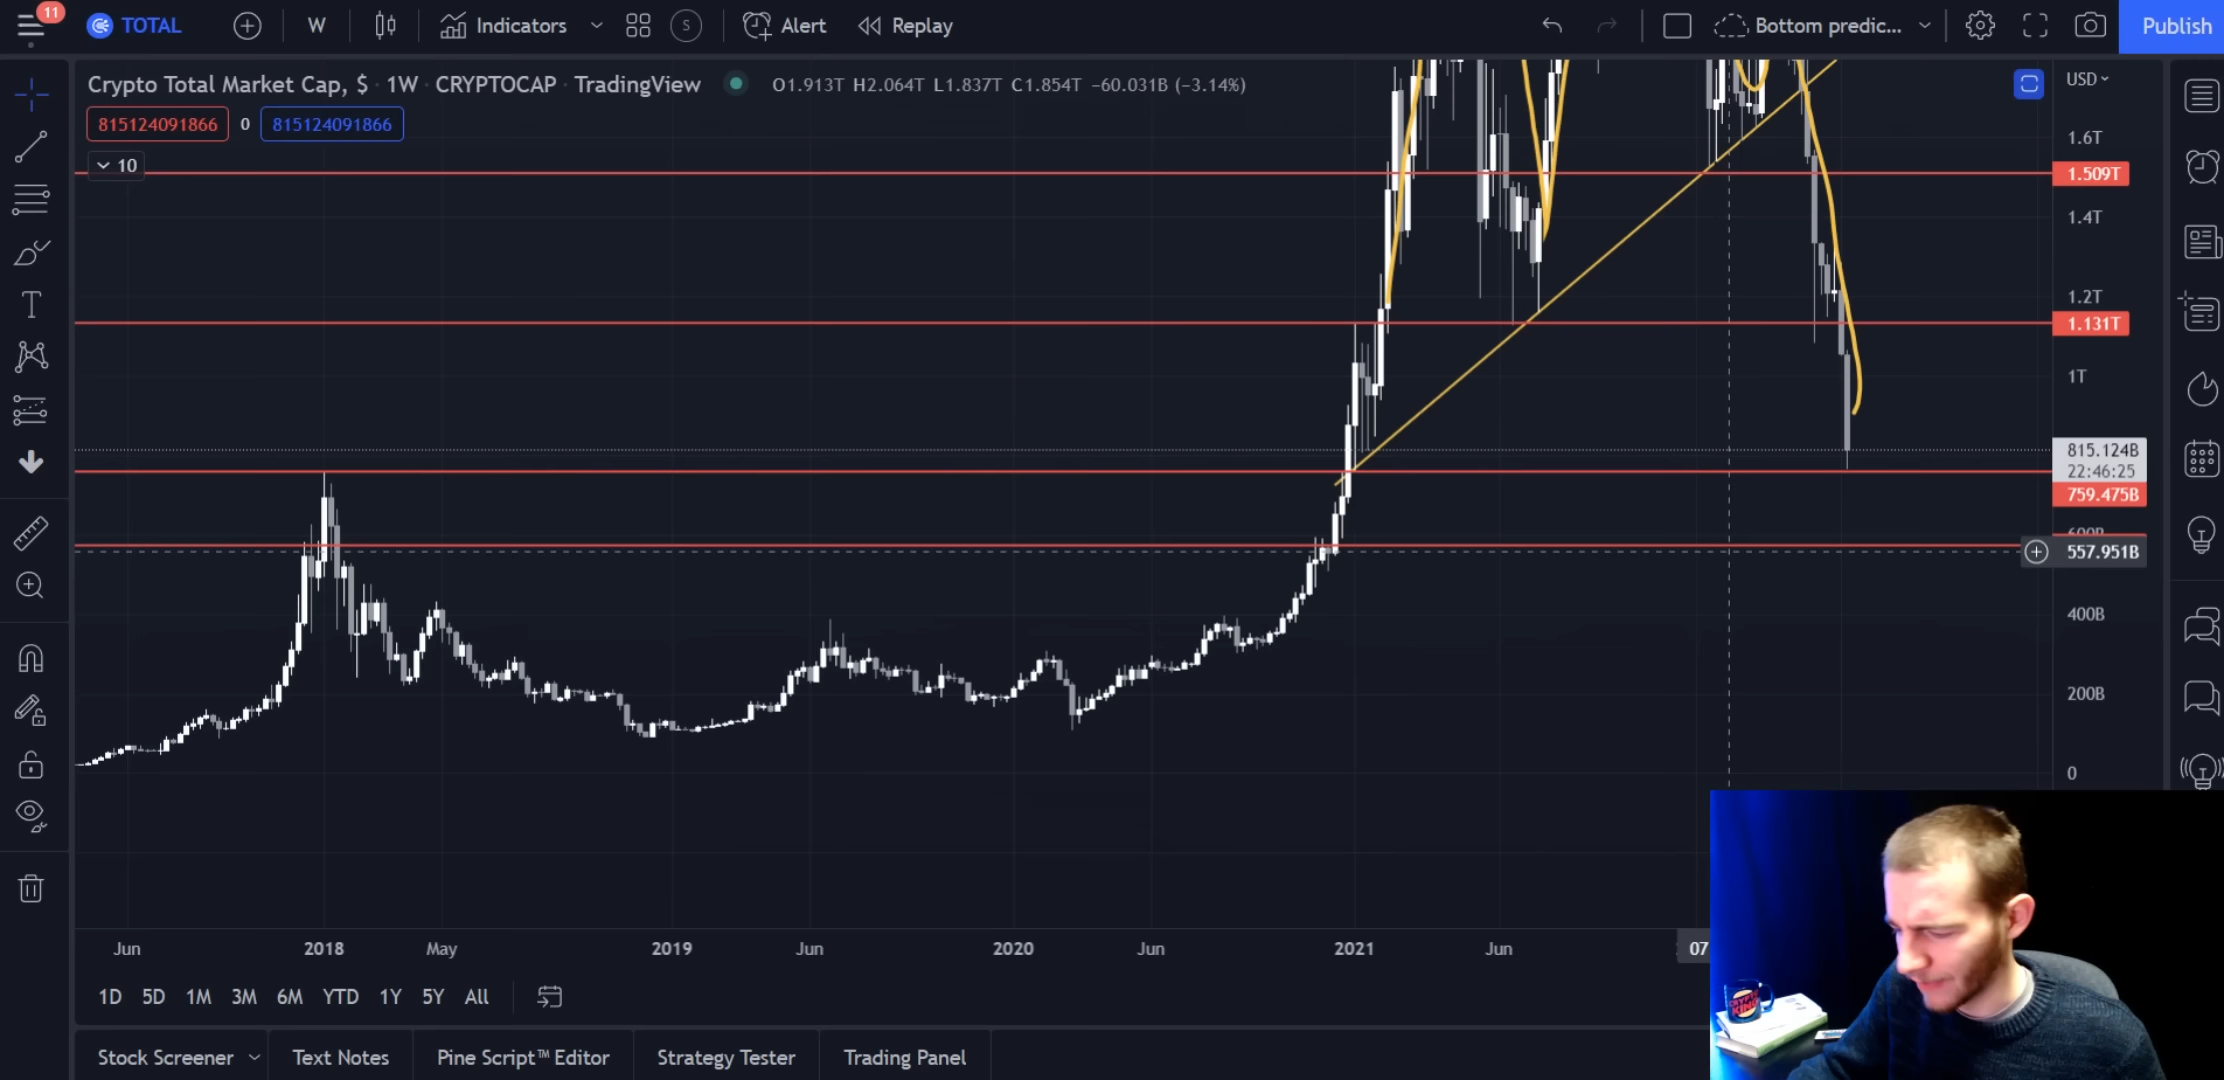 11
TOTAL
W
Indicators
S
Alert
Replay
Bottom predic...
Publish
Crypto Total Market Cap, $ · 1W · CRYPTOCAP · TradingView
O1.913T H2.064T L1.837T C1.854T −60.031B (−3.14%)
USD
815124091866 0 815124091866
10
1.6T
1.509T
1.4T
1.2T
1.131T
1T
815.124B
22:46:25
759.475B
600B
557.951B
400B
200B
0
Jun 2018 May 2019 Jun 2020 Jun 2021 Jun 07
1D 5D 1M 3M 6M YTD 1Y 5Y All
CRYPTO
KING
Stock Screener Text Notes Pine Script™ Editor Strategy Tester Trading Panel